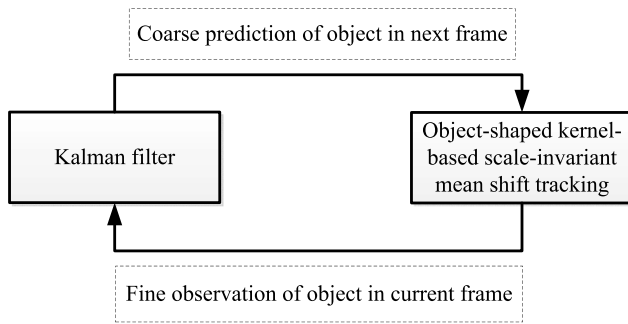 Coarse prediction of object in next frame
Kalman filter
Object-shaped kernel-
based scale-invariant
mean shift tracking
Fine observation of object in current frame